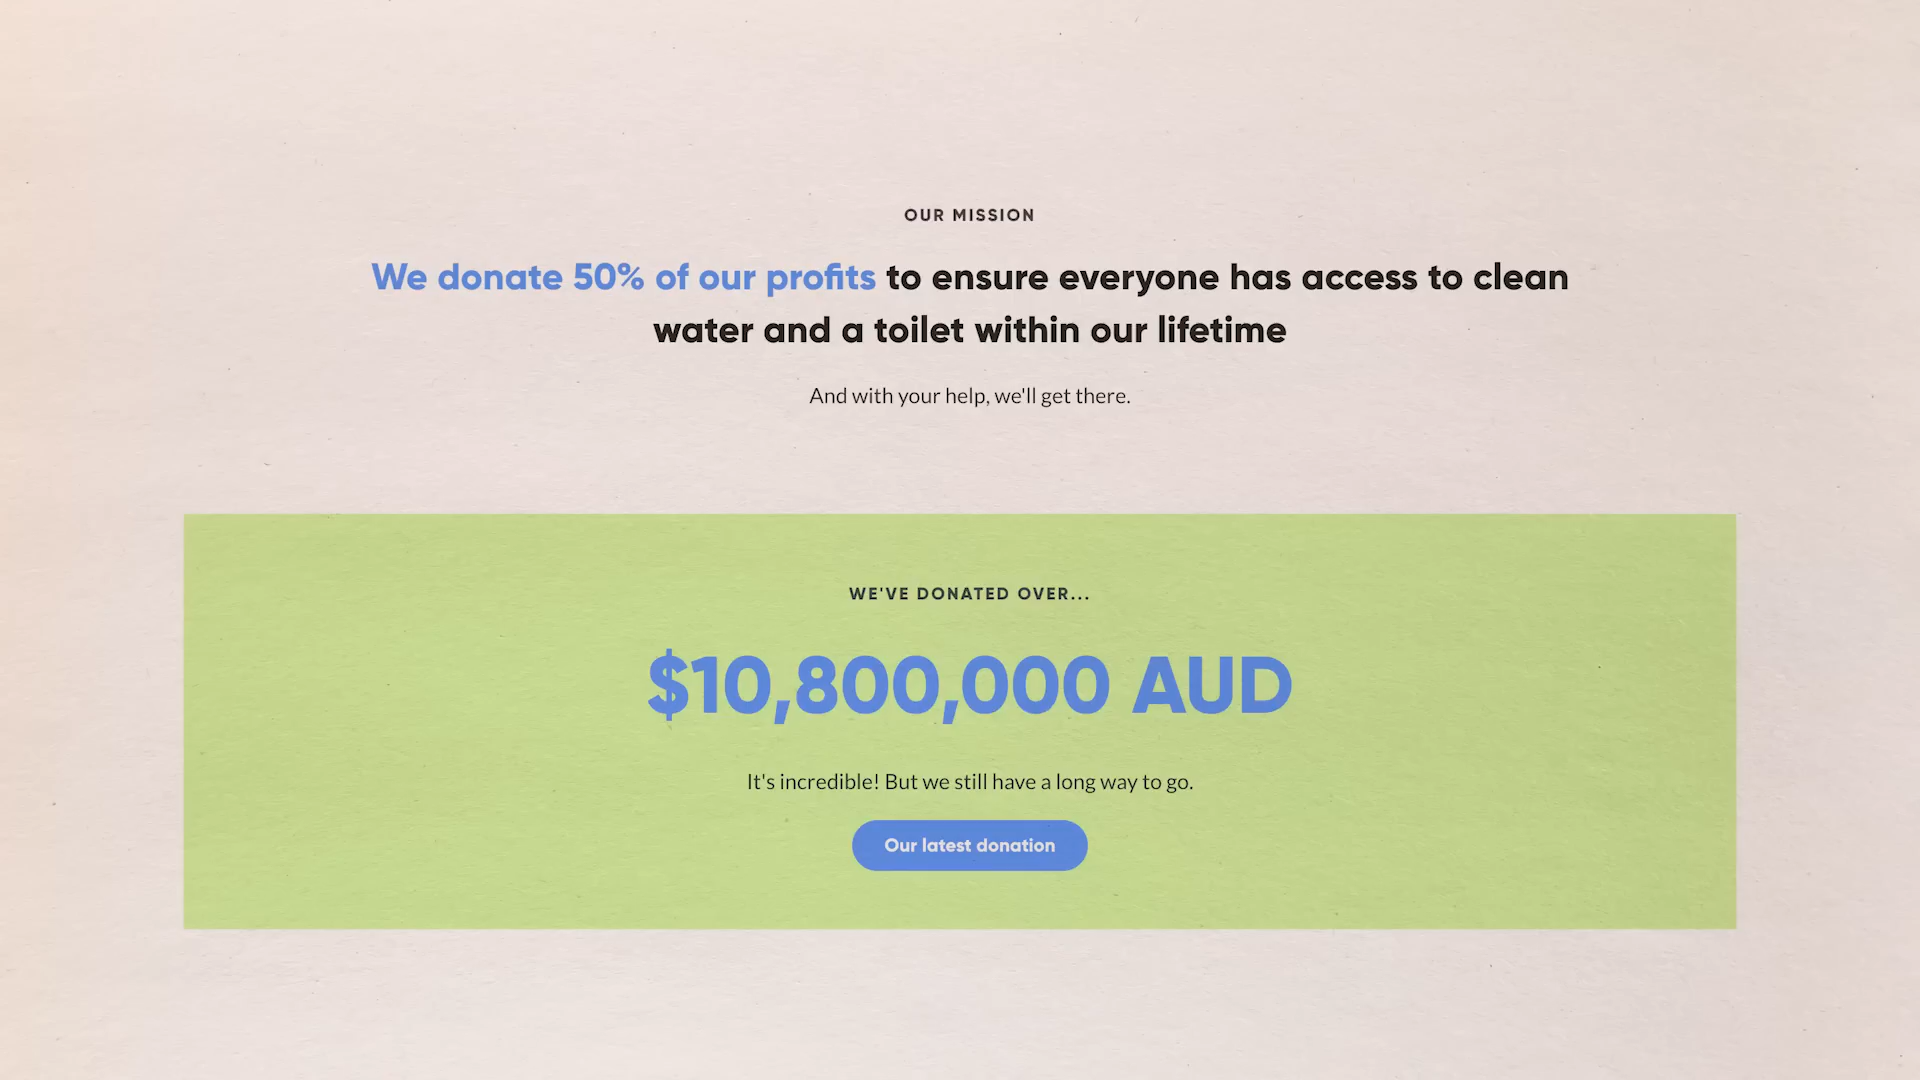 OUR MISSION
We donate 50% of our profits to ensure everyone has access to clean
water and a toilet within our lifetime
And with your help, we'll get there.
WE'VE DONATED OVER...
$10,800,000 AUD
It's incredible! But we still have a long way to go.
Our latest donation